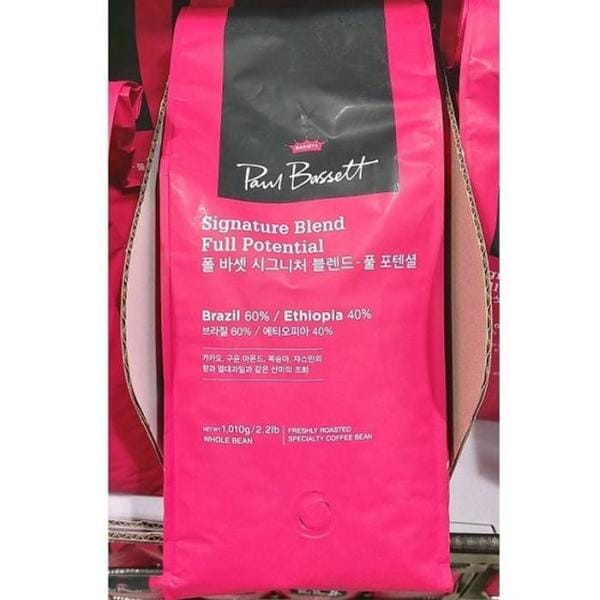 BARISTA
Paul Bassett
Signature Blend
Full Potential
폴 바셋 시그니처 블렌드-풀 포텐셜
Brazil 60% / Ethiopia 40%
브라질 60% / 에티오피아 40%
카카오, 구운 아몬드, 복숭아, 쟈스민의
향과 열대과일과 같은 산미의 조화
NET WT 1,010g/2.2lb
WHOLE BEAN
FRESHLY ROASTED
SPECIALTY COFFEE BEAN